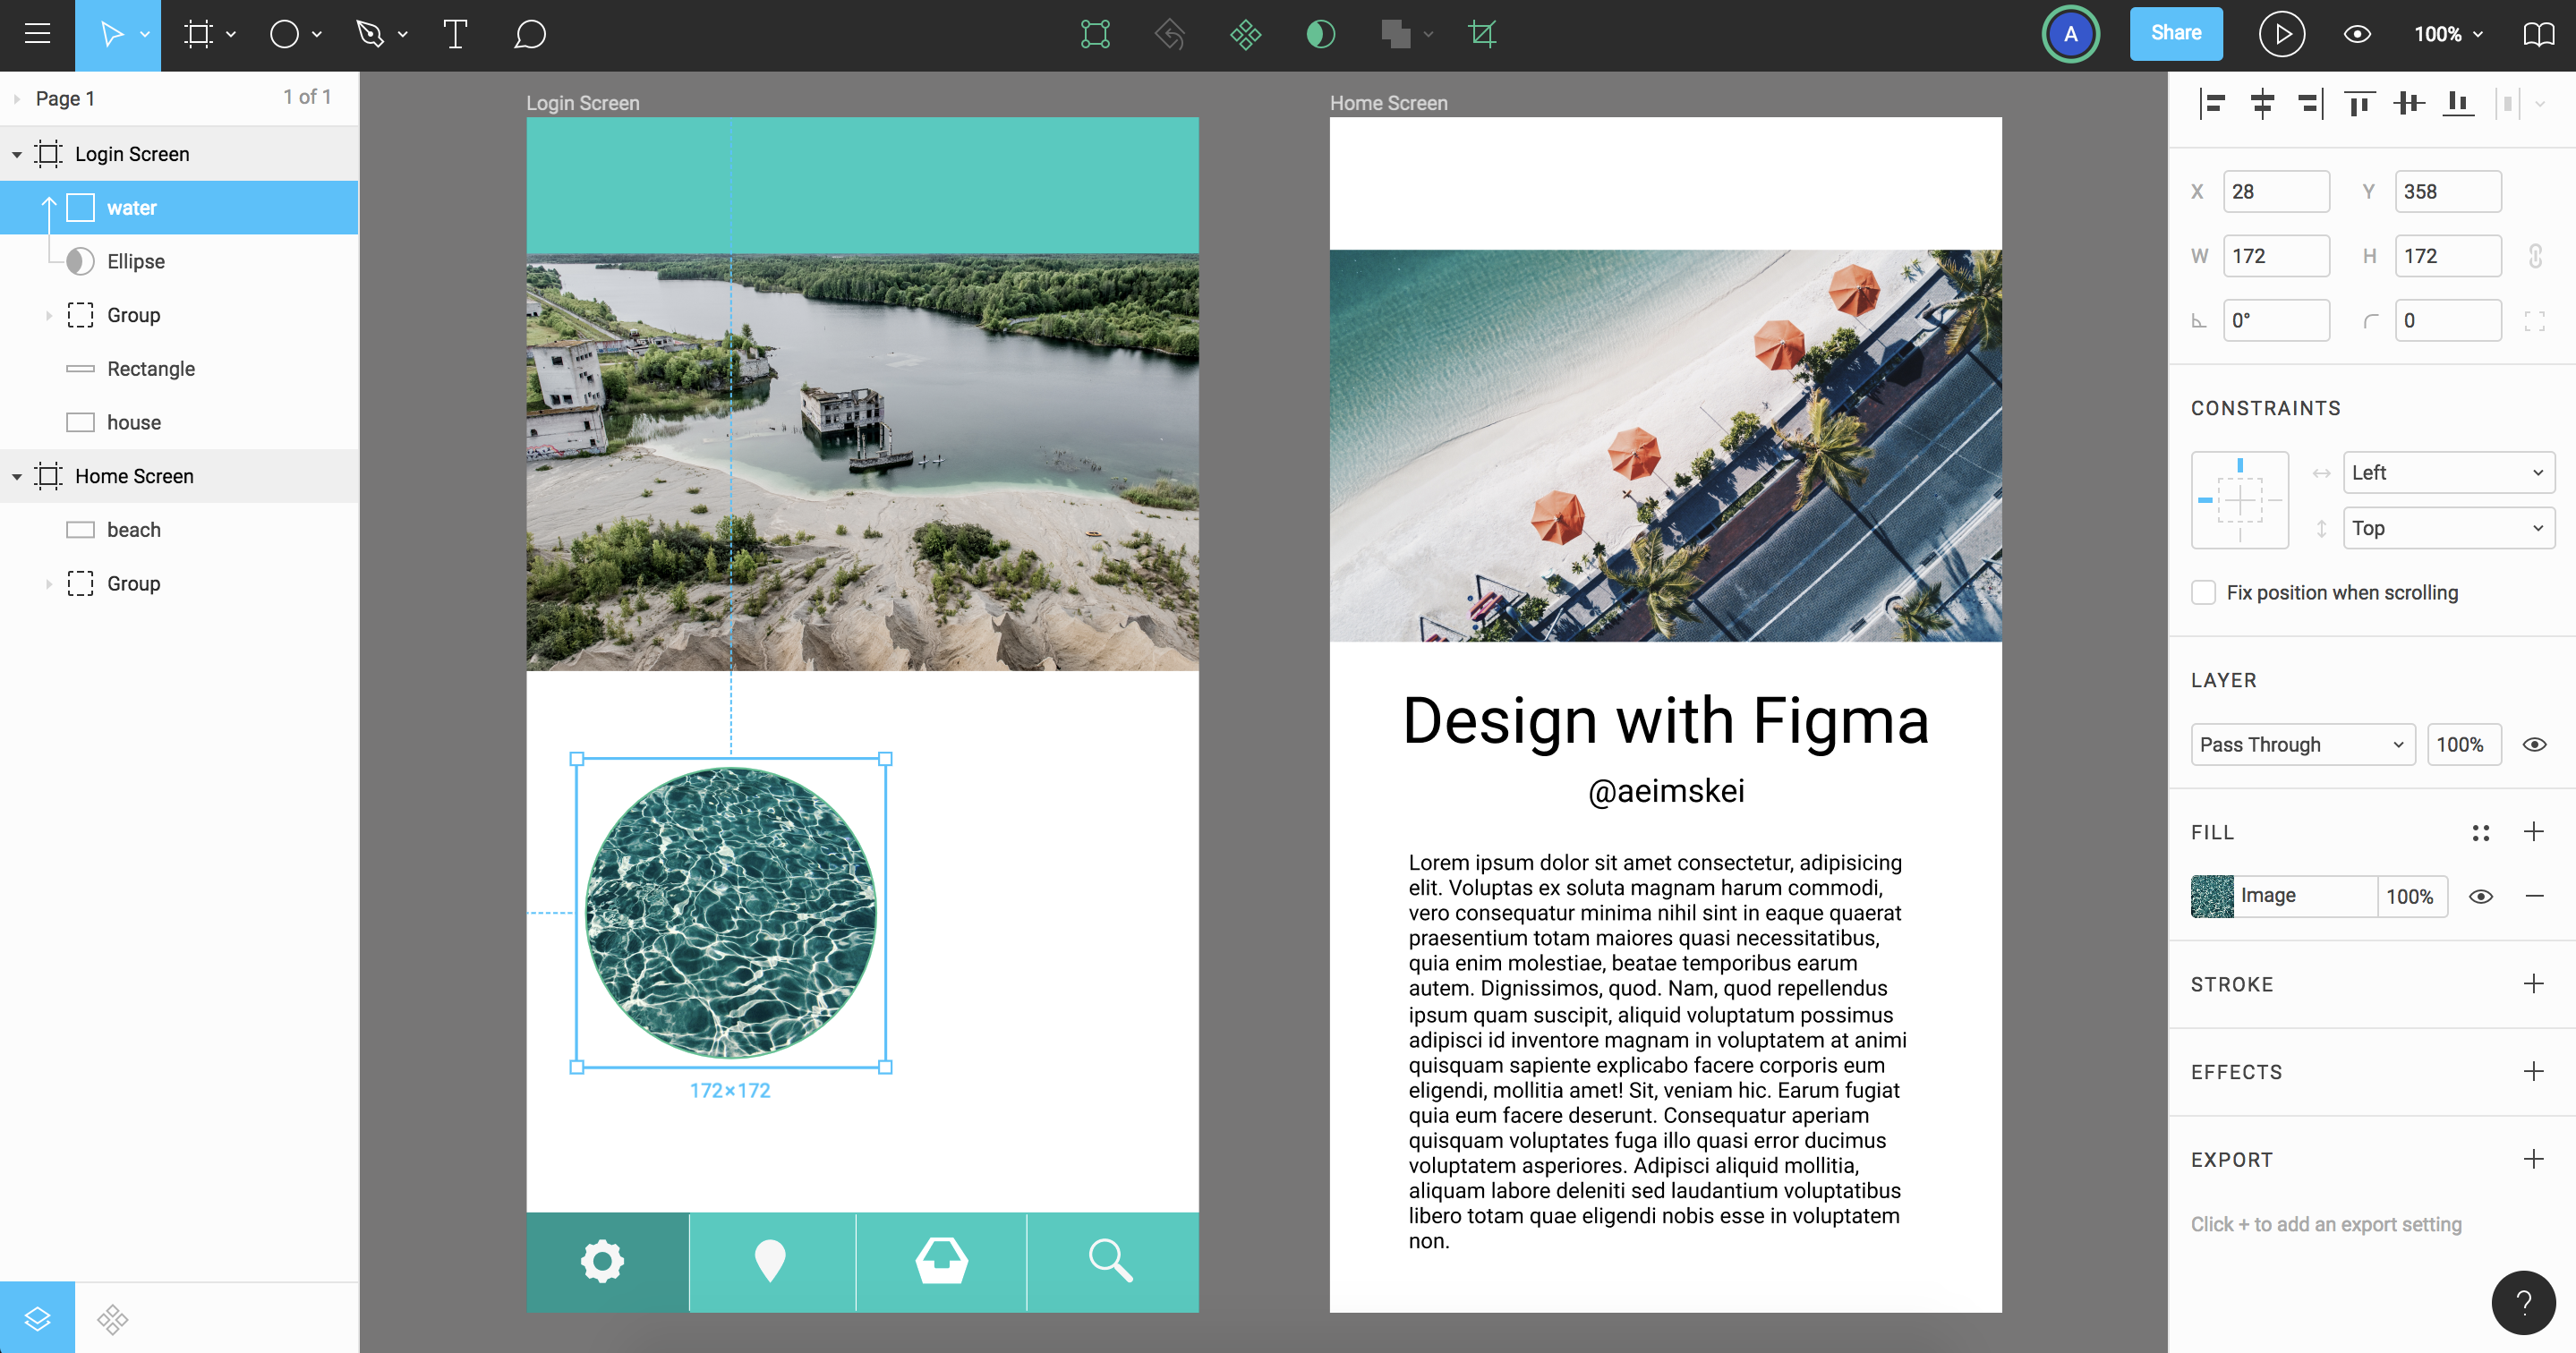 A
Share
100%
Page 1
1 of 1
Login Screen
water
Ellipse
Group
Rectangle
house
Home Screen
beach
Group
Login Screen
172×172
Home Screen
Design with Figma
@aeimskei
Lorem ipsum dolor sit amet consectetur, adipisicing
elit. Voluptas ex soluta magnam harum commodi,
vero consequatur minima nihil sint in eaque quaerat
praesentium totam maiores quasi necessitatibus,
quia enim molestiae, beatae temporibus earum
autem. Dignissimos, quod. Nam, quod repellendus
ipsum quam suscipit, aliquid voluptatum possimus
adipisci id inventore magnam in voluptatem at animi
quisquam sapiente explicabo facere corporis eum
eligendi, mollitia amet! Sit, veniam hic. Earum fugiat
quia eum facere deserunt. Consequatur aperiam
quisquam voluptates fuga illo quasi error ducimus
voluptatem asperiores. Adipisci aliquid mollitia,
aliquam labore deleniti sed laudantium voluptatibus
libero totam quae eligendi nobis esse in voluptatem
non.
X 28 Y 358
W 172 H 172
0° 0
CONSTRAINTS
Left
Top
Fix position when scrolling
LAYER
Pass Through 100%
FILL
Image 100%
STROKE
EFFECTS
EXPORT
Click + to add an export setting
?